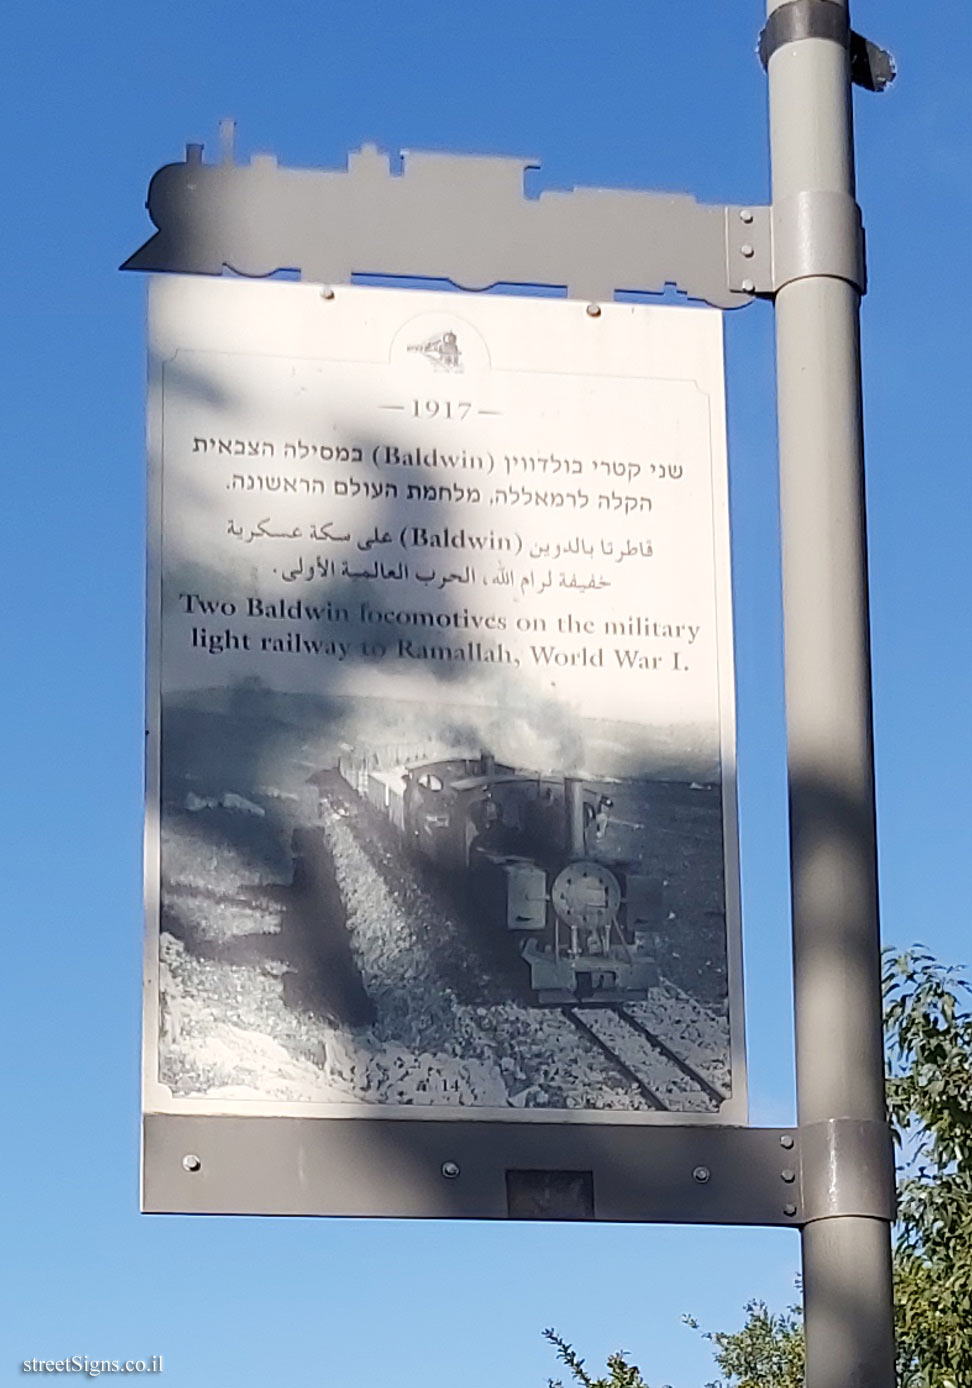 —1917—
שני קטרי בולדווין (Baldwin) במסילה הצבאית
הקלה לרמאללה, מלחמת העולם הראשונה.
قاطرتا بالدوين (Baldwin) على سكة عسكرية
خفيفة لرام الله، الحرب العالمية الأولى.
Two Baldwin locomotives on the military
light railway to Ramallah, World War I.
14
streetSigns.co.il